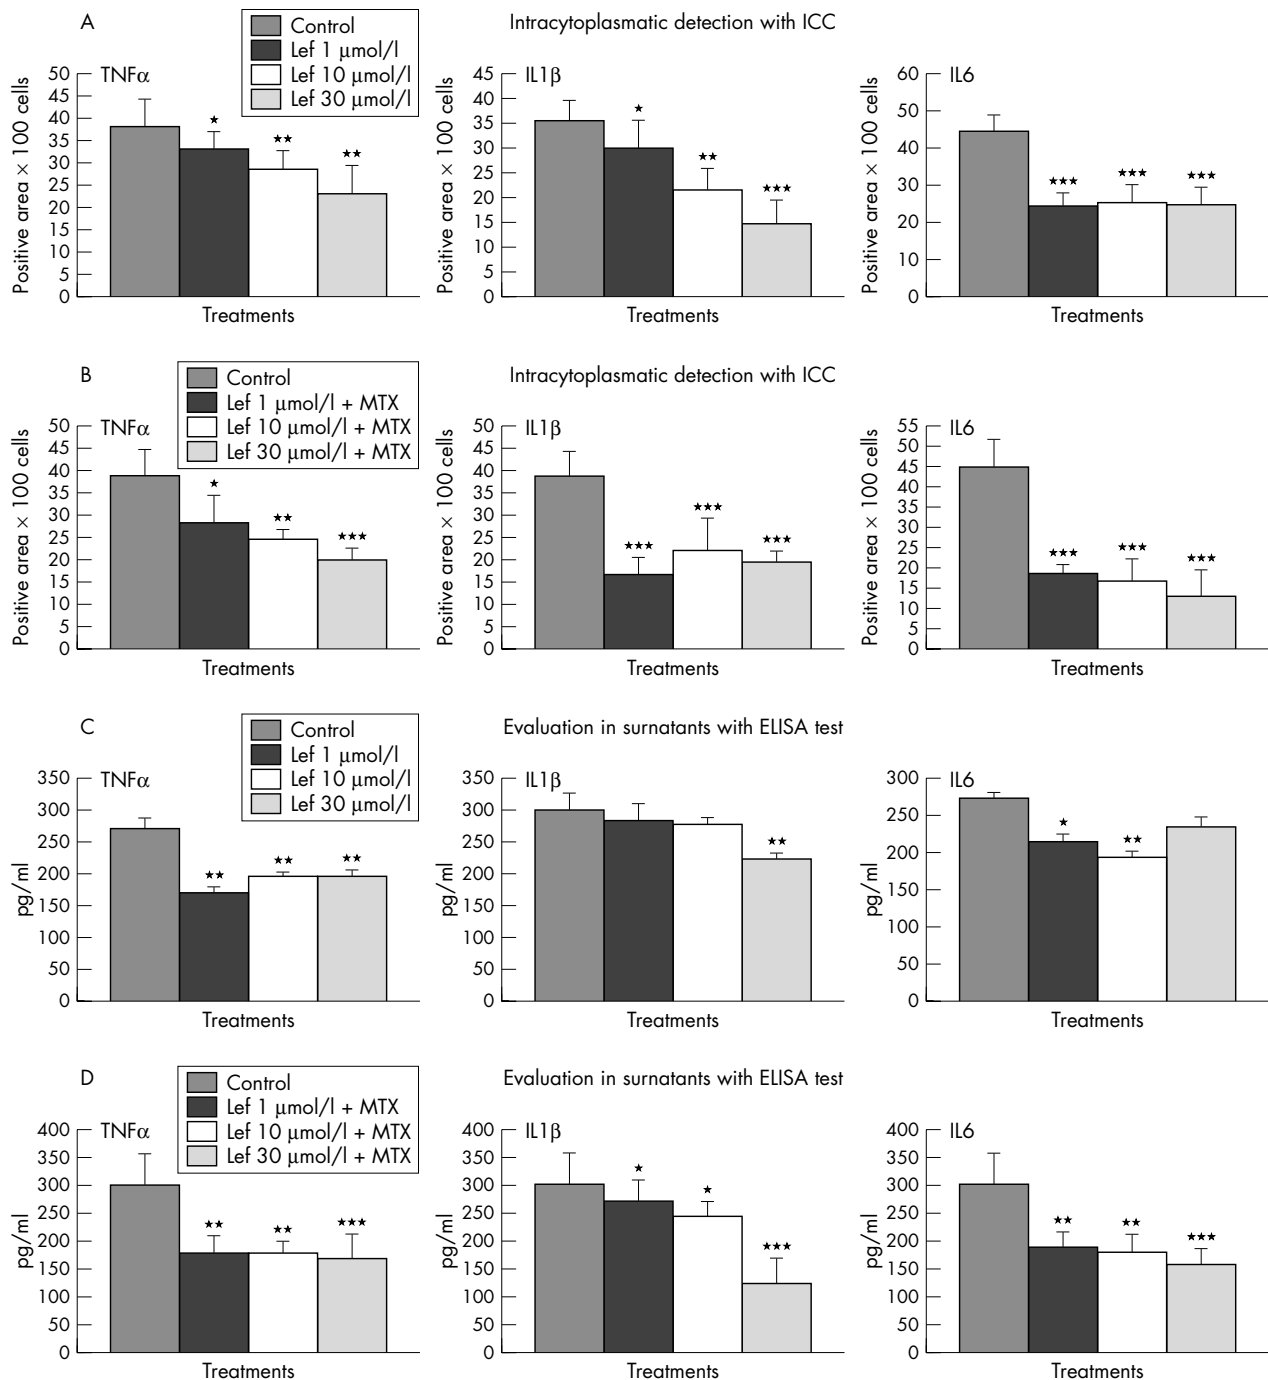 A
Control
Lef 1 μmol/l
Lef 10 μmol/l
Lef 30 μmol/l
Intracytoplasmatic detection with ICC
TNFα
Positive area × 100 cells
50
45
40
35
30
25
20
15
10
5
0
★
★★
★★
Treatments
IL1β
Positive area × 100 cells
45
40
35
30
25
20
15
10
5
0
★
★★
★★★
Treatments
IL6
Positive area × 100 cells
60
50
40
30
20
10
0
★★★
★★★
★★★
Treatments
B
Control
Lef 1 μmol/l + MTX
Lef 10 μmol/l + MTX
Lef 30 μmol/l + MTX
Intracytoplasmatic detection with ICC
TNFα
Positive area × 100 cells
50
45
40
35
30
25
20
15
10
5
0
★
★★
★★★
Treatments
IL1β
Positive area × 100 cells
50
45
40
35
30
25
20
15
10
5
0
★★★
★★★
★★★
Treatments
IL6
Positive area × 100 cells
55
50
45
40
35
30
25
20
15
10
5
0
★★★
★★★
★★★
Treatments
C
Control
Lef 1 μmol/l
Lef 10 μmol/l
Lef 30 μmol/l
Evaluation in surnatants with ELISA test
TNFα
pg/ml
350
300
250
200
150
100
50
0
★★
★★
★★
Treatments
IL1β
pg/ml
350
300
250
200
150
100
50
0
★★
Treatments
IL6
pg/ml
300
250
200
150
100
50
0
★
★★
Treatments
D
Control
Lef 1 μmol/l + MTX
Lef 10 μmol/l + MTX
Lef 30 μmol/l + MTX
Evaluation in surnatants with ELISA test
TNFα
pg/ml
400
350
300
250
200
150
100
50
0
★★
★★
★★★
Treatments
IL1β
pg/ml
400
350
300
250
200
150
100
50
0
★
★
★★★
Treatments
IL6
pg/ml
400
350
300
250
200
150
100
50
0
★★
★★
★★★
Treatments